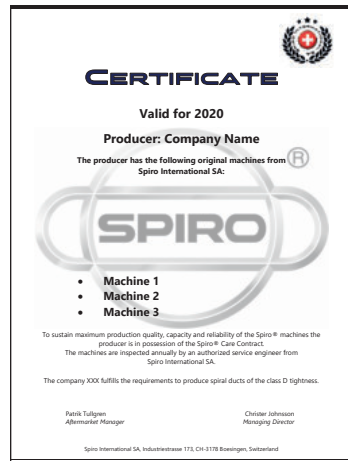 CERTIFICATE
Valid for 2020
Producer: Company Name
The producer has the following original machines from
Spiro International SA:
®
SPIRO
• Machine 1
• Machine 2
• Machine 3
To sustain maximum production quality, capacity and reliability of the Spiro® machines the
producer is in possession of the Spiro® Care Contract.
The machines are inspected annually by an authorized service engineer from
Spiro International SA.
The company XXX fulfills the requirements to produce spiral ducts of the class D tightness.
Patrik Tullgren Christer Johnsson
Aftermarket Manager Managing Director
Spiro International SA, Industriestrasse 173, CH-3178 Boesingen, Switzerland